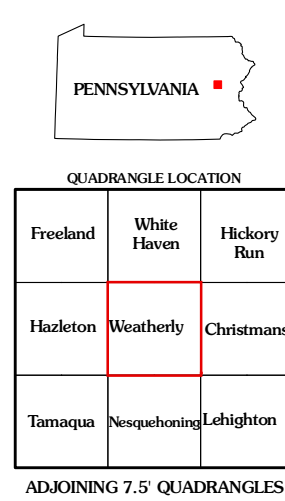 PENNSYLVANIA
QUADRANGLE LOCATION
Freeland
White
Haven
Hickory
Run
Hazleton
Weatherly
Christmans
Tamaqua
Nesquehoning
Lehighton
ADJOINING 7.5' QUADRANGLES